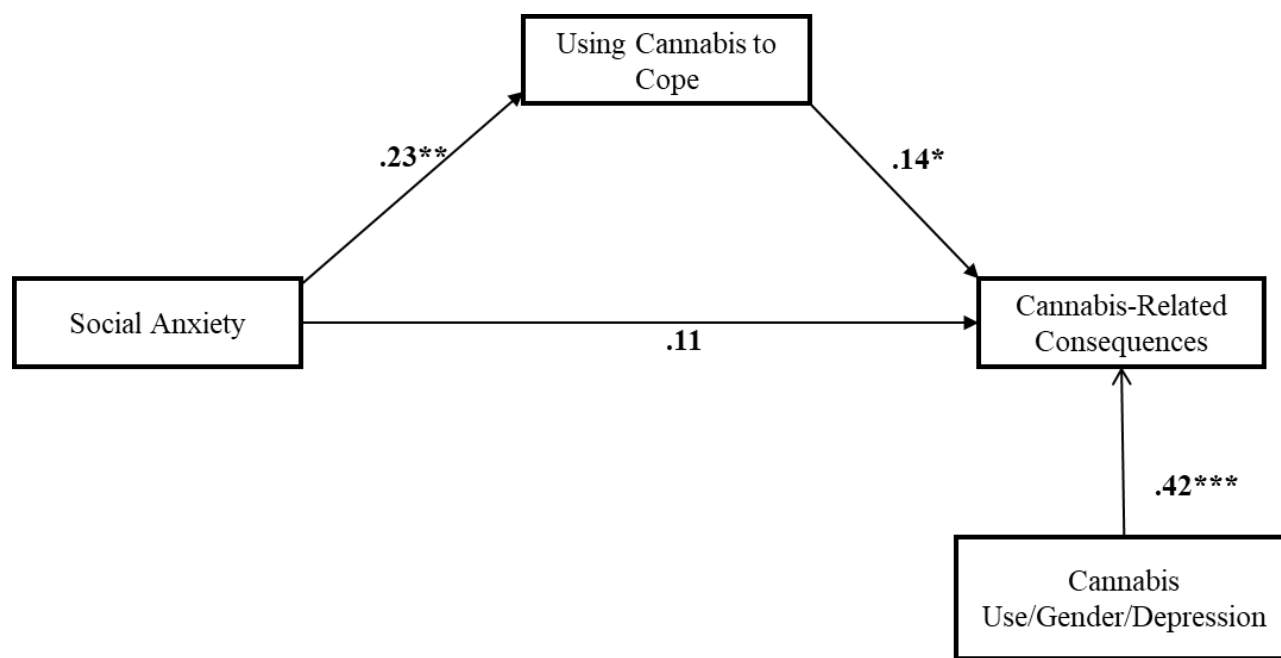 Using Cannabis to
Cope
.23**
.14*
Social Anxiety
.11
Cannabis-Related
Consequences
.42***
Cannabis
Use/Gender/Depression